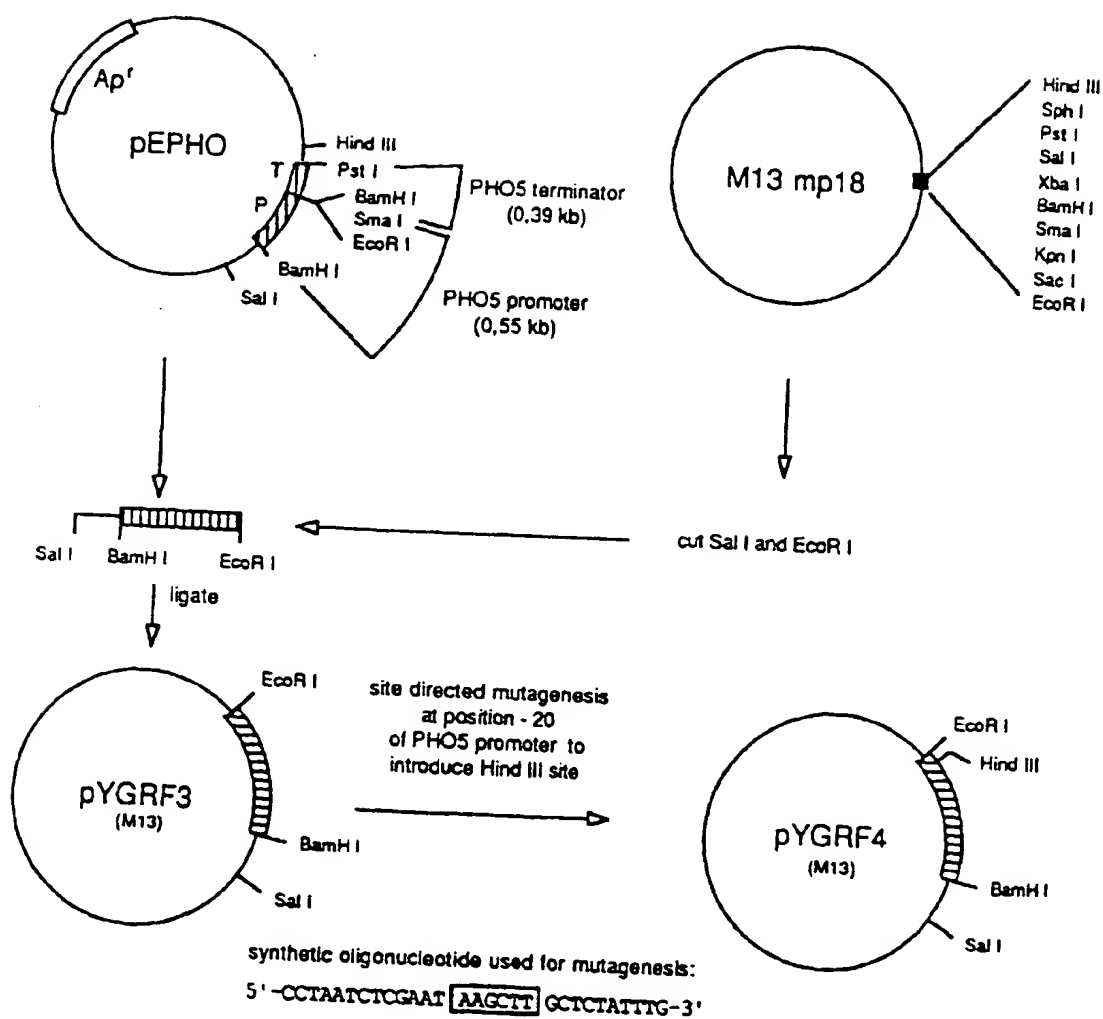 Apr
pEPHO
Hind III
T
Pst I
P
BamH I
Sma I
EcoR I
BamH I
Sal I
PHO5 terminator
(0,39 kb)
PHO5 promoter
(0,55 kb)
M13 mp18
Hind III
Sph I
Pst I
Sal I
Xba I
BamH I
Sma I
Kpn I
Sac I
EcoR I
Sal I
BamH I
EcoR I
cut Sal I and EcoR I
ligate
EcoR I
pYGRF3
(M13)
BamH I
Sal I
site directed mutagenesis
at position - 20
of PHO5 promoter to
introduce Hind III site
EcoR I
Hind III
pYGRF4
(M13)
BamH I
Sal I
synthetic oligonucleotide used for mutagenesis:
5'-CCTAATCTCGAAT AAGCTT GCTCTATTTG-3'